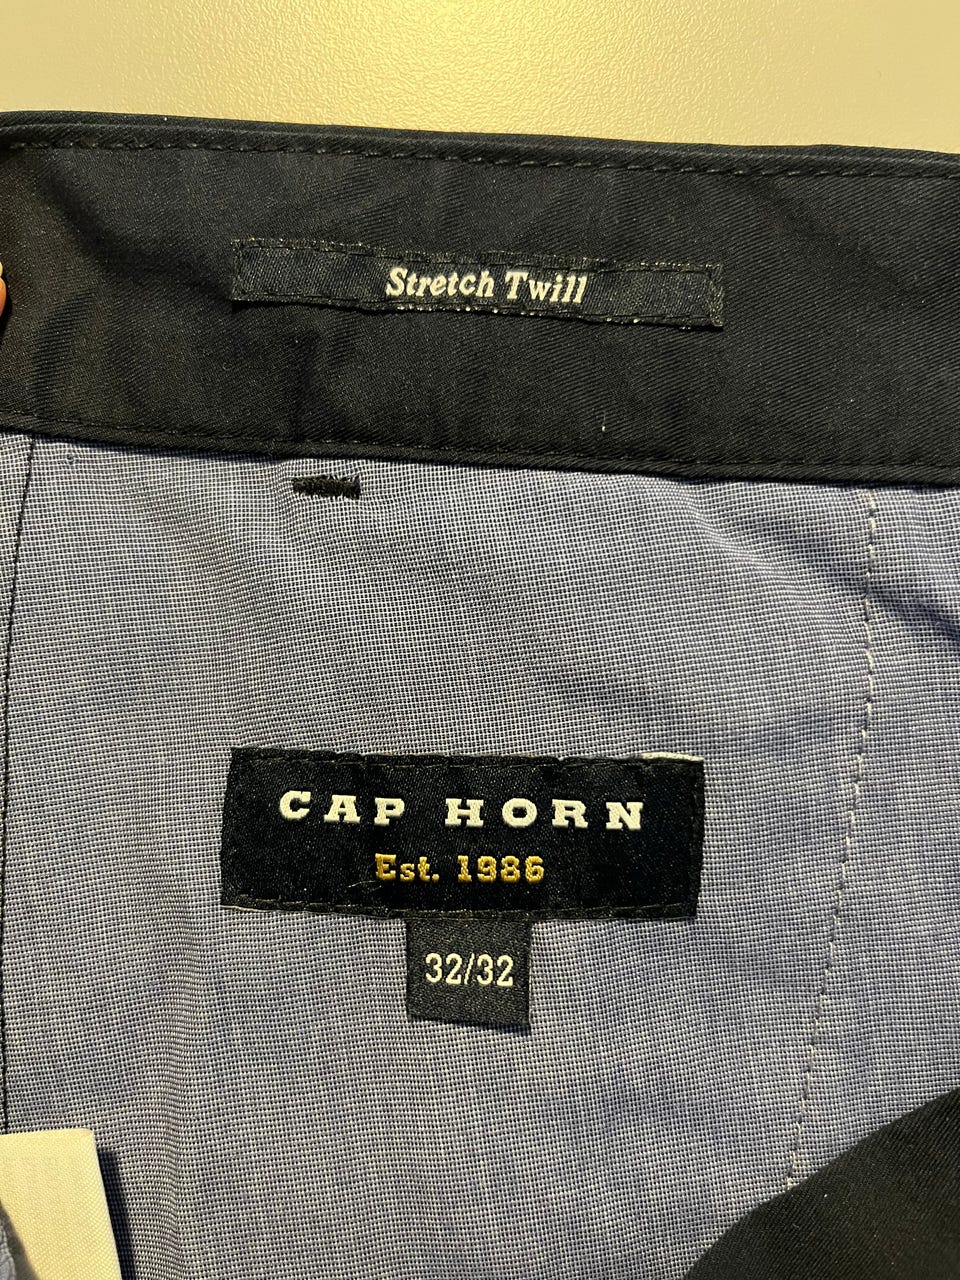 Stretch Twill
CAP HORN
Est. 1986
32/32